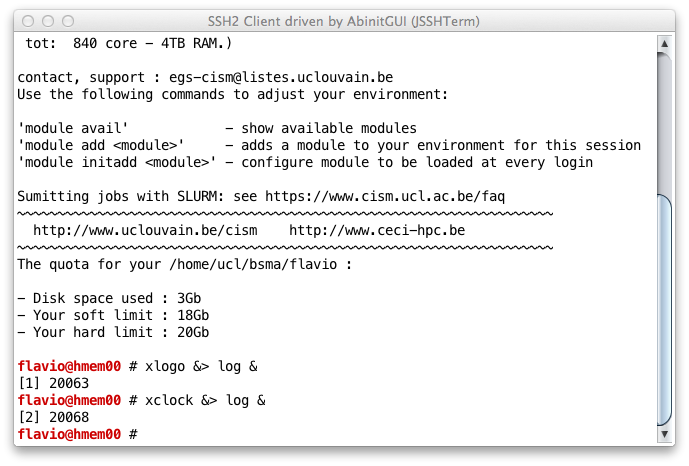 SSH2 Client driven by AbinitGUI (JSSHTerm)
tot:  840 core - 4TB RAM.)
contact, support : egs-cism@listes.uclouvain.be
Use the following commands to adjust your environment:
'module avail'            - show available modules
'module add <module>'     - adds a module to your environment for this session
'module initadd <module>' - configure module to be loaded at every login
Sumitting jobs with SLURM: see https://www.cism.ucl.ac.be/faq
~~~~~~~~~~~~~~~~~~~~~~~~~~~~~~~~~~~~~~~~~~~~~~~~~~~~~~~~~~~~~~~~~~~
http://www.uclouvain.be/cism    http://www.ceci-hpc.be
~~~~~~~~~~~~~~~~~~~~~~~~~~~~~~~~~~~~~~~~~~~~~~~~~~~~~~~~~~~~~~~~~~~
The quota for your /home/ucl/bsma/flavio :
- Disk space used : 3Gb
- Your soft limit : 18Gb
- Your hard limit : 20Gb
flavio@hmem00 # xlogo &> log &
[1] 20063
flavio@hmem00 # xclock &> log &
[2] 20068
flavio@hmem00 #